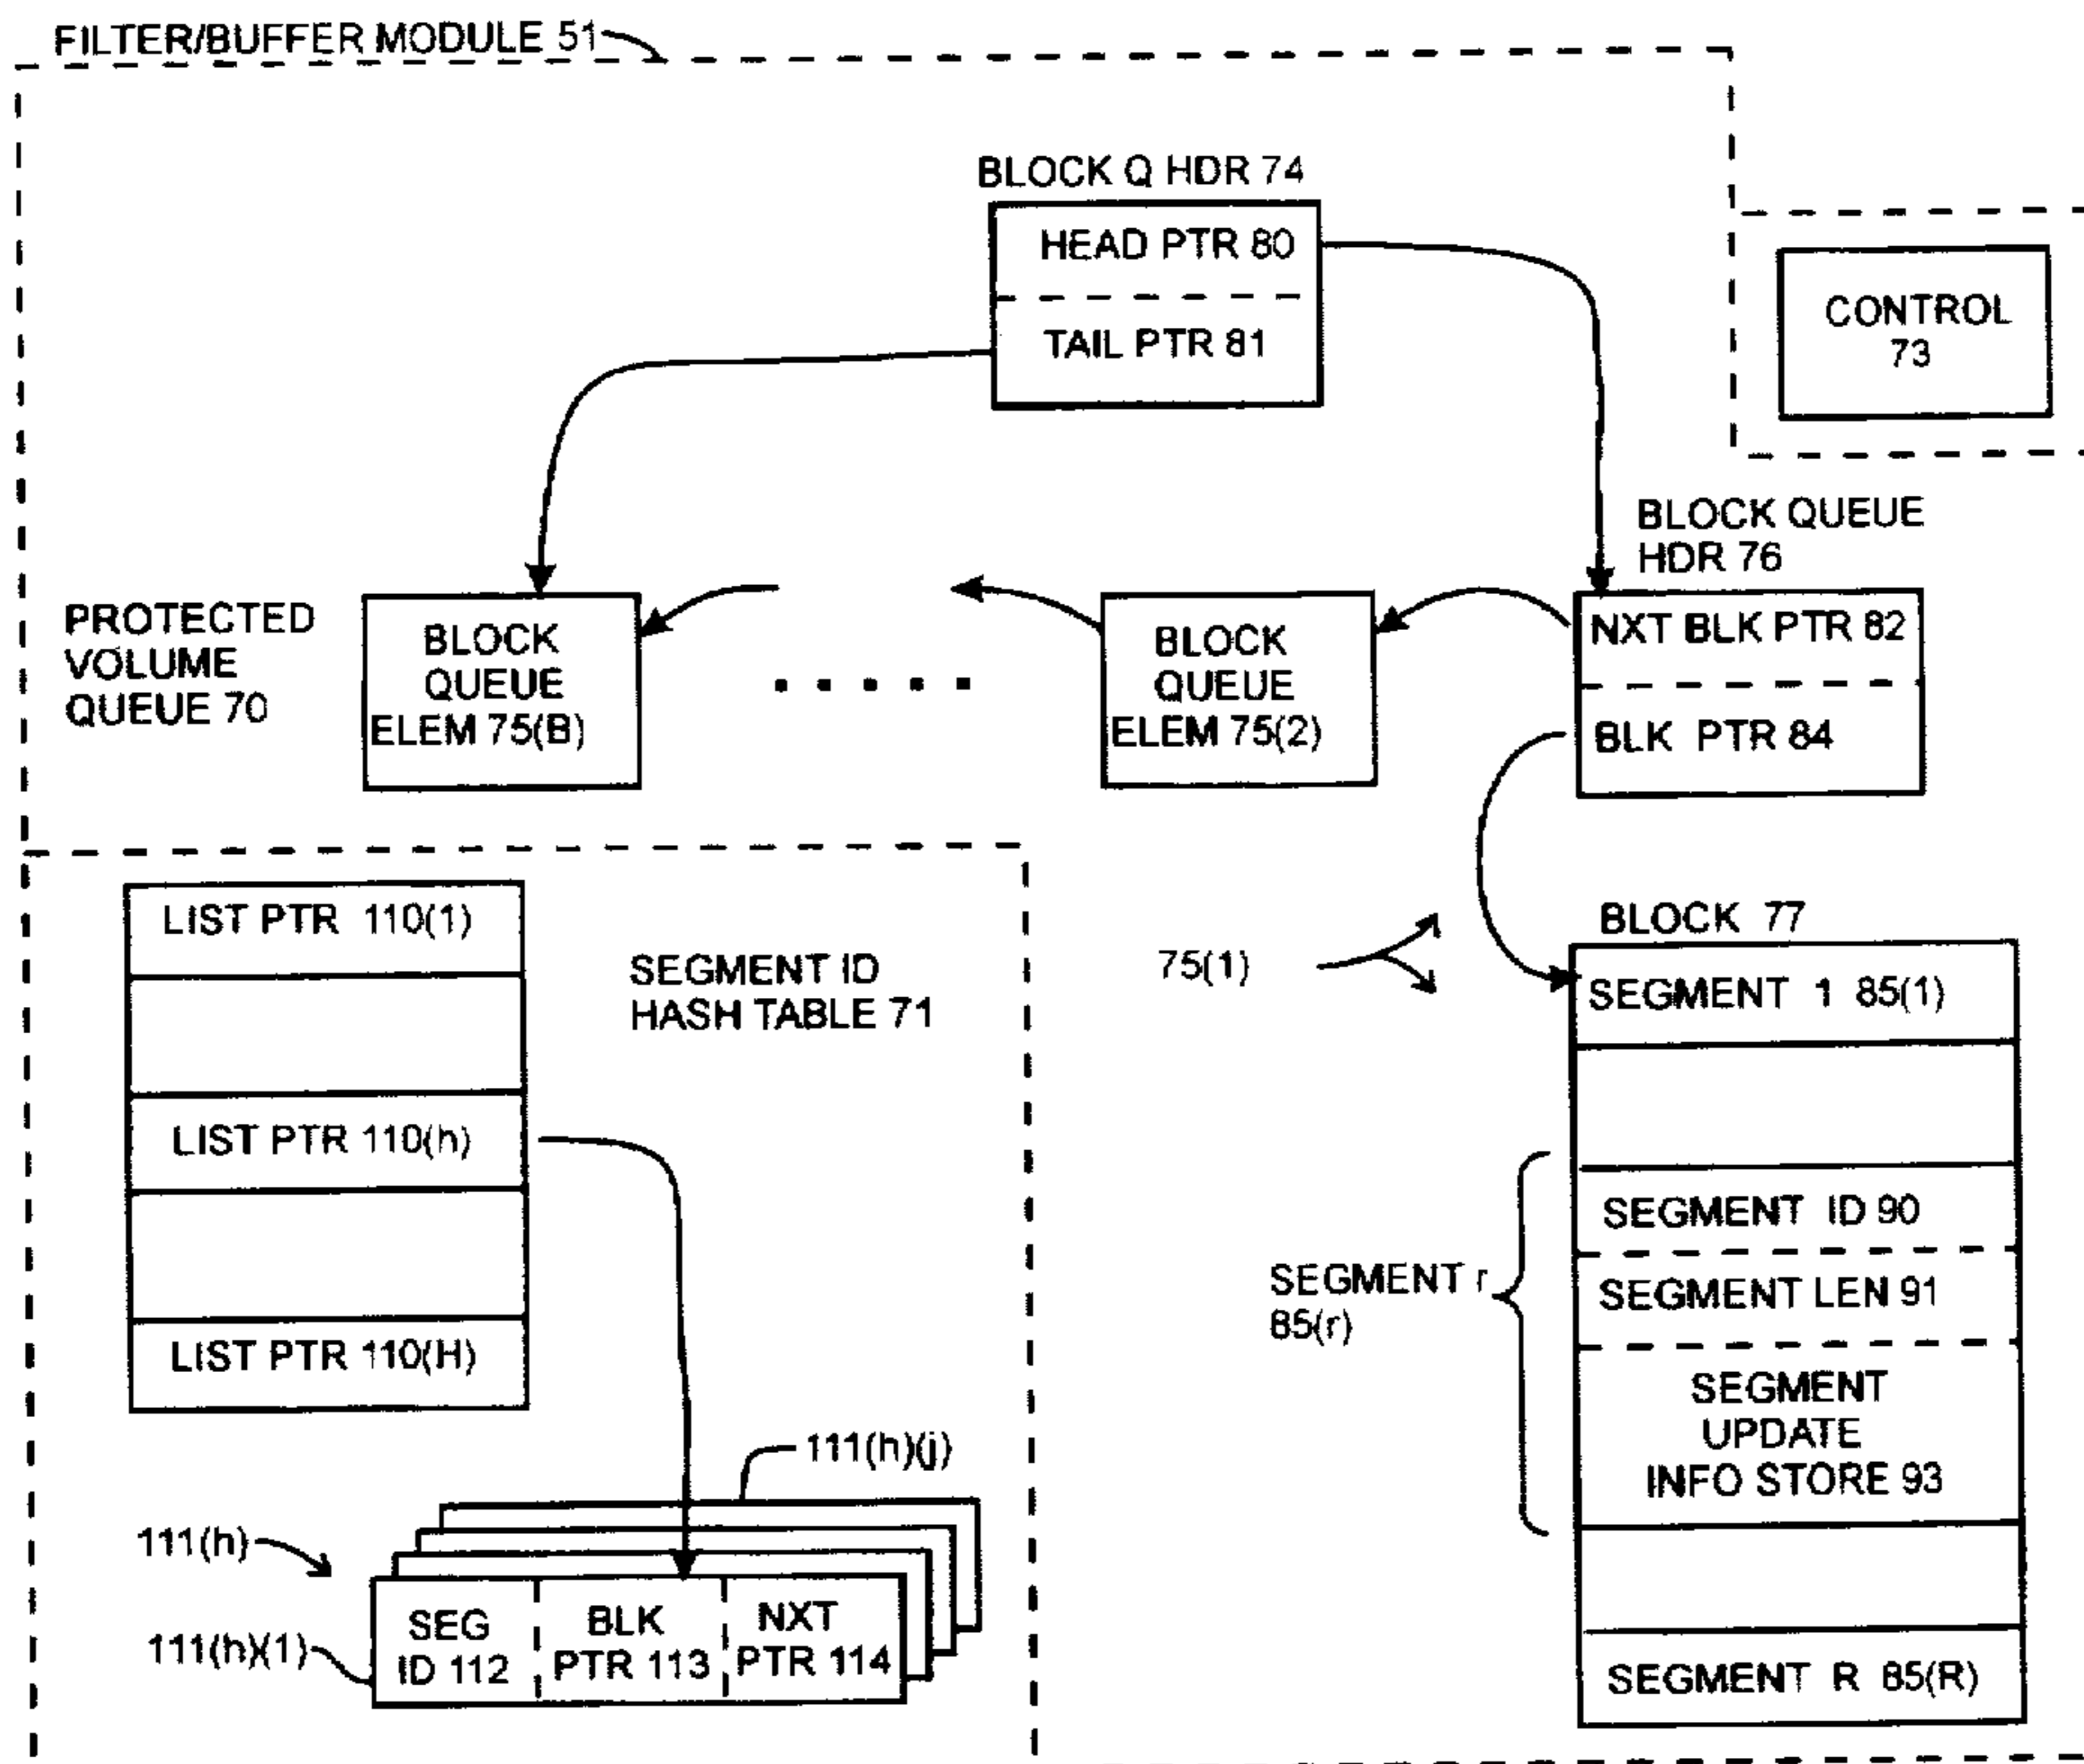 FILTER/BUFFER MODULE 51
BLOCK Q HDR 74
HEAD PTR 80
TAIL PTR 81
CONTROL
73
BLOCK QUEUE
HDR 76
NXT BLK PTR 82
BLK PTR 84
PROTECTED
VOLUME
QUEUE 70
BLOCK
QUEUE
ELEM 75(B)
. . . . .
BLOCK
QUEUE
ELEM 75(2)
LIST PTR 110(1)
LIST PTR 110(h)
LIST PTR 110(H)
SEGMENT ID
HASH TABLE 71
75(1)
BLOCK 77
SEGMENT 1 85(1)
SEGMENT r
85(r)
SEGMENT ID 90
SEGMENT LEN 91
SEGMENT
UPDATE
INFO STORE 93
SEGMENT R 85(R)
111(h)(j)
111(h)
111(h)(1)
SEG
ID 112
BLK
PTR 113
NXT
PTR 114